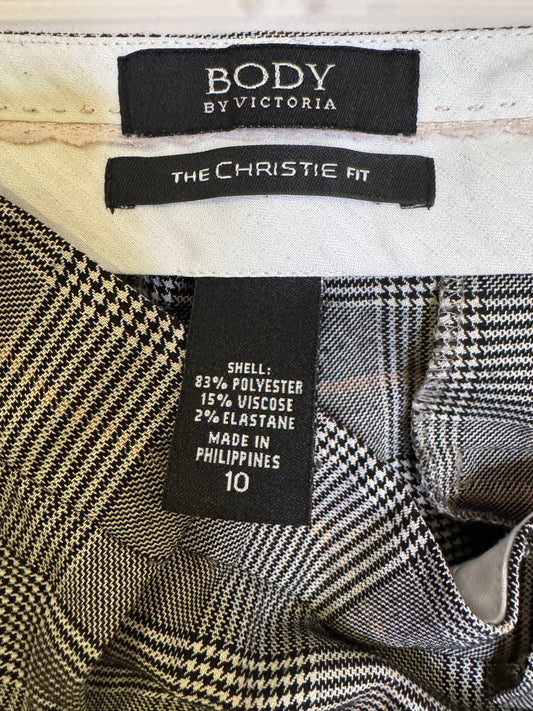 BODY
BY VICTORIA
THE CHRISTIE FIT
SHELL:
83% POLYESTER
15% VISCOSE
2% ELASTANE
MADE IN
PHILIPPINES
10